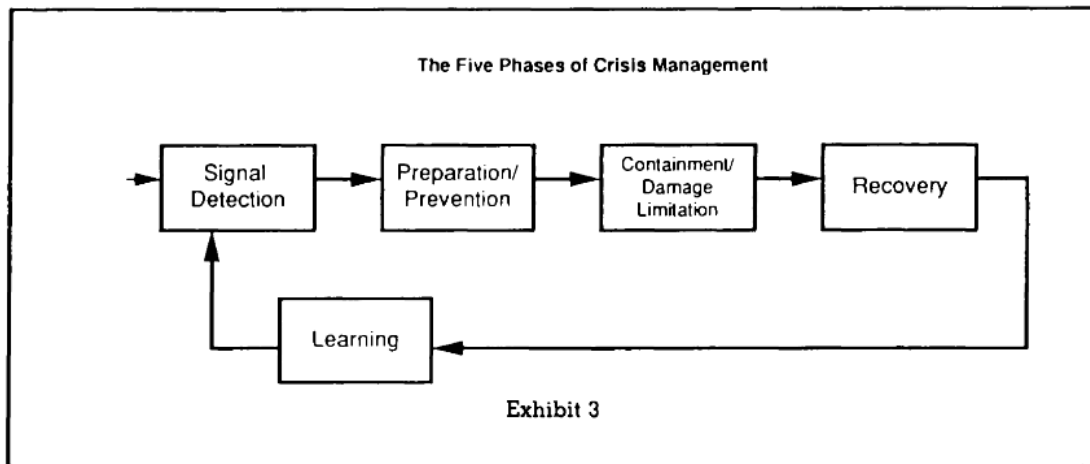 The Five Phases of Crisis Management
Signal
Detection
Preparation/
Prevention
Containment/
Damage
Limitation
Recovery
Learning
Exhibit 3